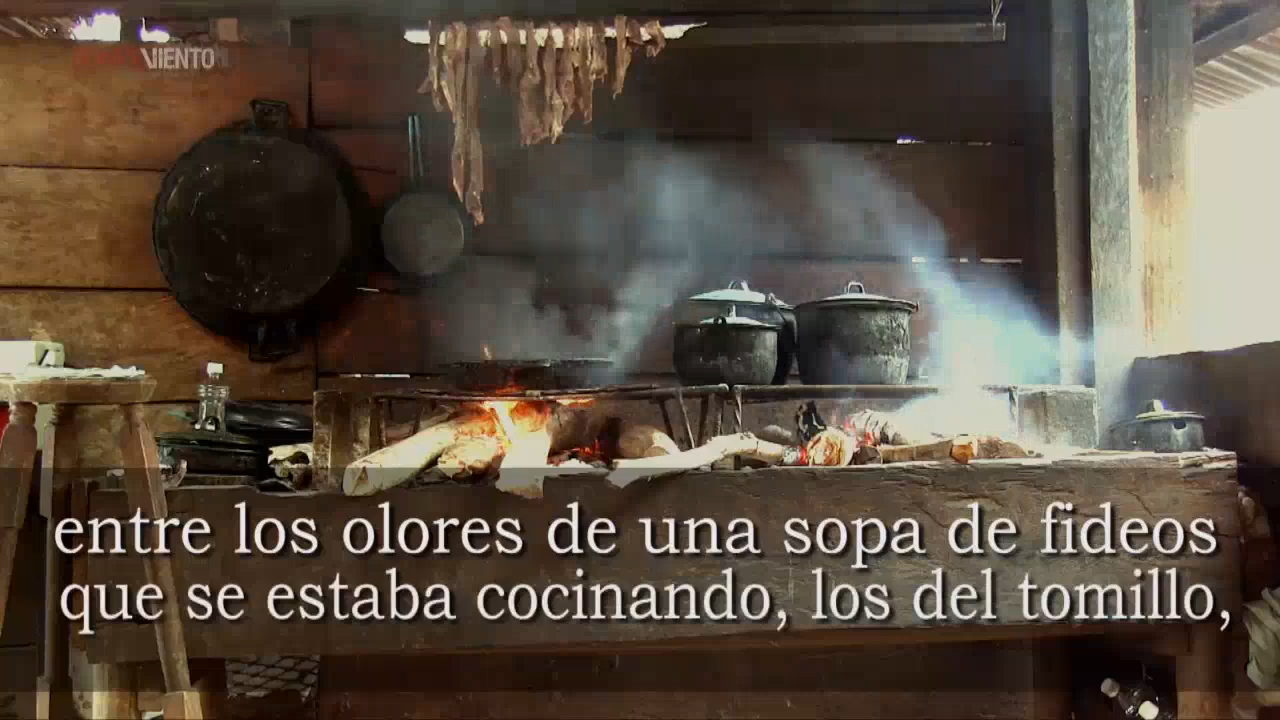 VIENTO
entre los olores de una sopa de fideos
que se estaba cocinando, los del tomillo,